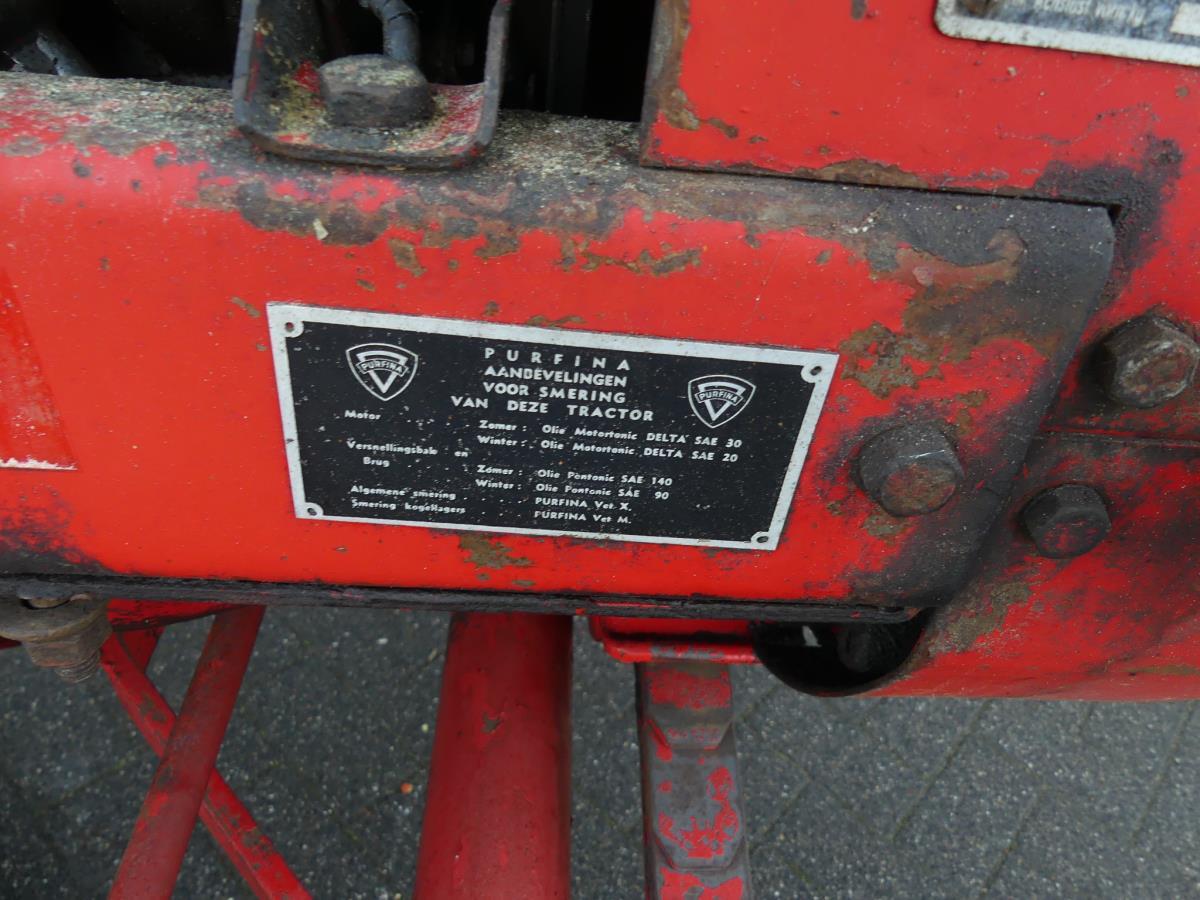 PURFINA
AANBEVELINGEN
VOOR SMERING
VAN DEZE TRACTOR
PURFINA
PURFINA
Motor Zomer: Olie Motortonic DELTA SAE 30
Winter: Olie Motortonic DELTA SAE 20
Versnellingsbak en
Brug Zomer: Olie Pontonic SAE 140
Winter: Olie Pontonic SAE 90
Algemene smering PURFINA Vet X.
Smering kogellagers PURFINA Vet M.